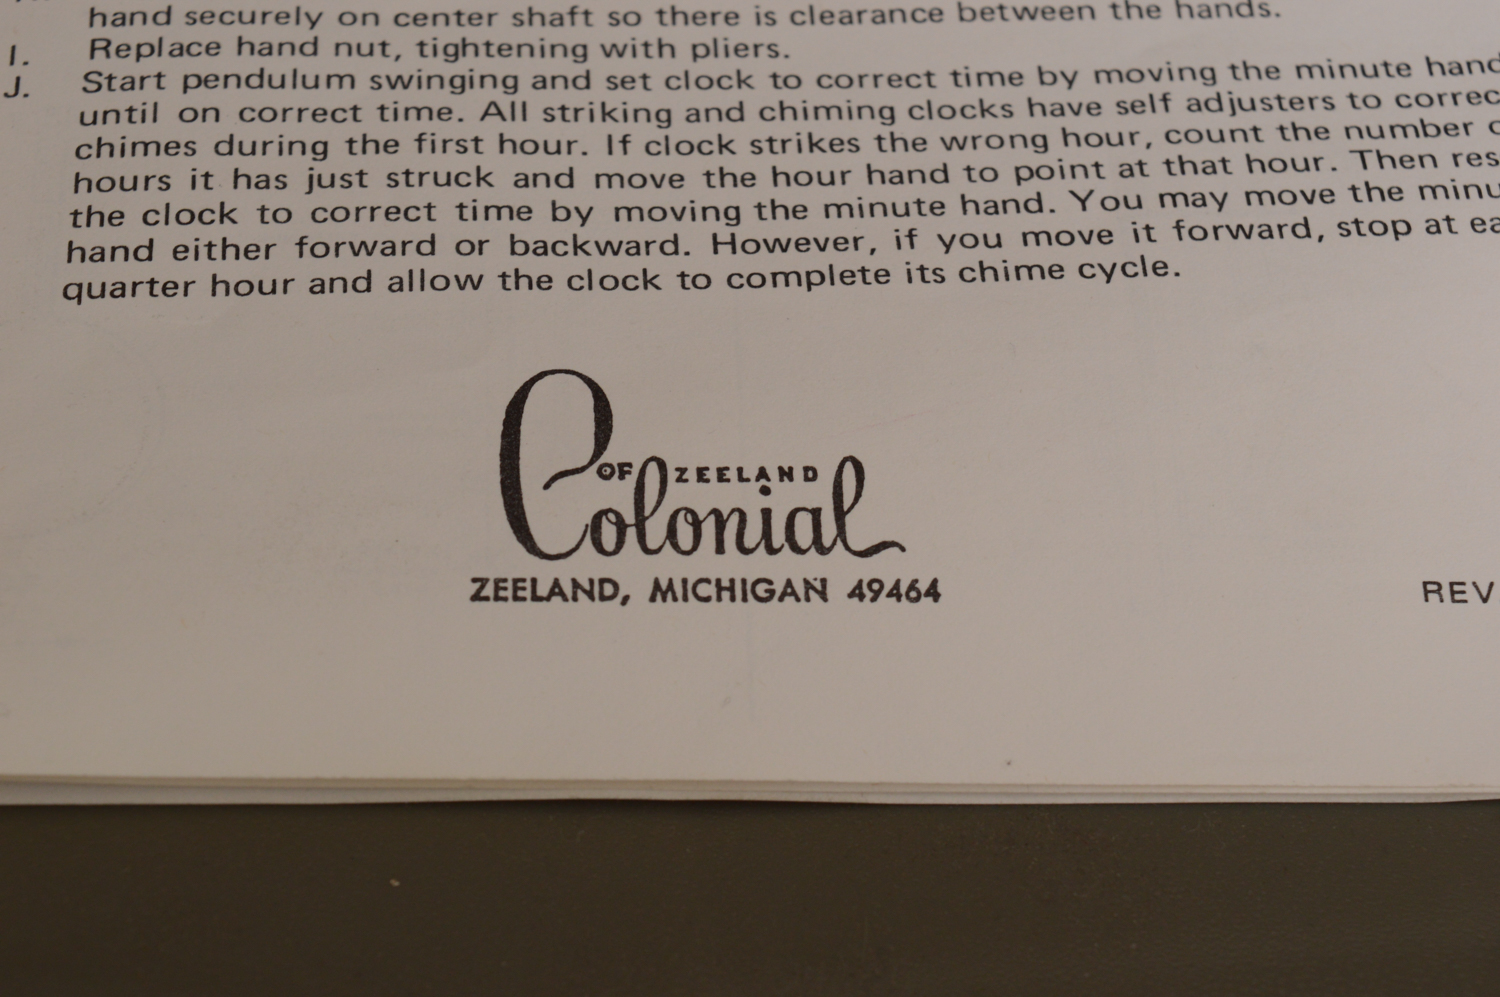 hand securely on center shaft so there is clearance between the hands.
I. Replace hand nut, tightening with pliers.
J. Start pendulum swinging and set clock to correct time by moving the minute hand
until on correct time. All striking and chiming clocks have self adjusters to correc
chimes during the first hour. If clock strikes the wrong hour, count the number
hours it has just struck and move the hour hand to point at that hour. Then res
the clock to correct time by moving the minute hand. You may move the minu
hand either forward or backward. However, if you move it forward, stop at ea
quarter hour and allow the clock to complete its chime cycle.
OF ZEELAND
Colonial
ZEELAND, MICHIGAN 49464
REV